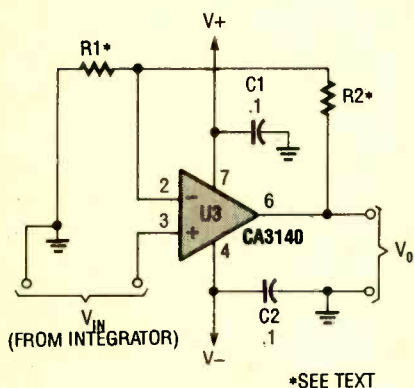 V+
R1*
C1
.1
R2*
2
7
6
U3
3
CA3140
4
V0
VIN
(FROM INTEGRATOR)
C2
.1
V–
*SEE TEXT